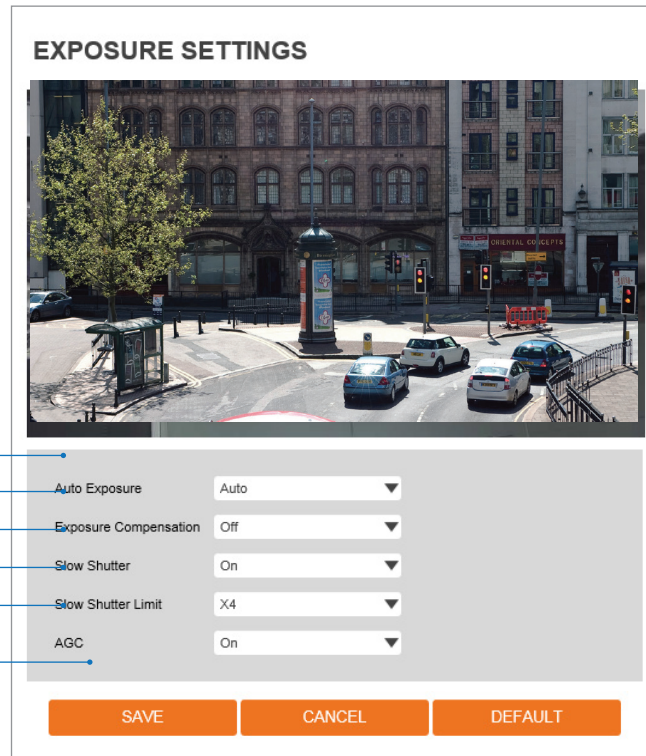 EXPOSURE SETTINGS
ORIENTAL CONCEPTS
Auto Exposure Auto
Exposure Compensation Off
Slow Shutter On
Slow Shutter Limit X4
AGC On
SAVE CANCEL DEFAULT